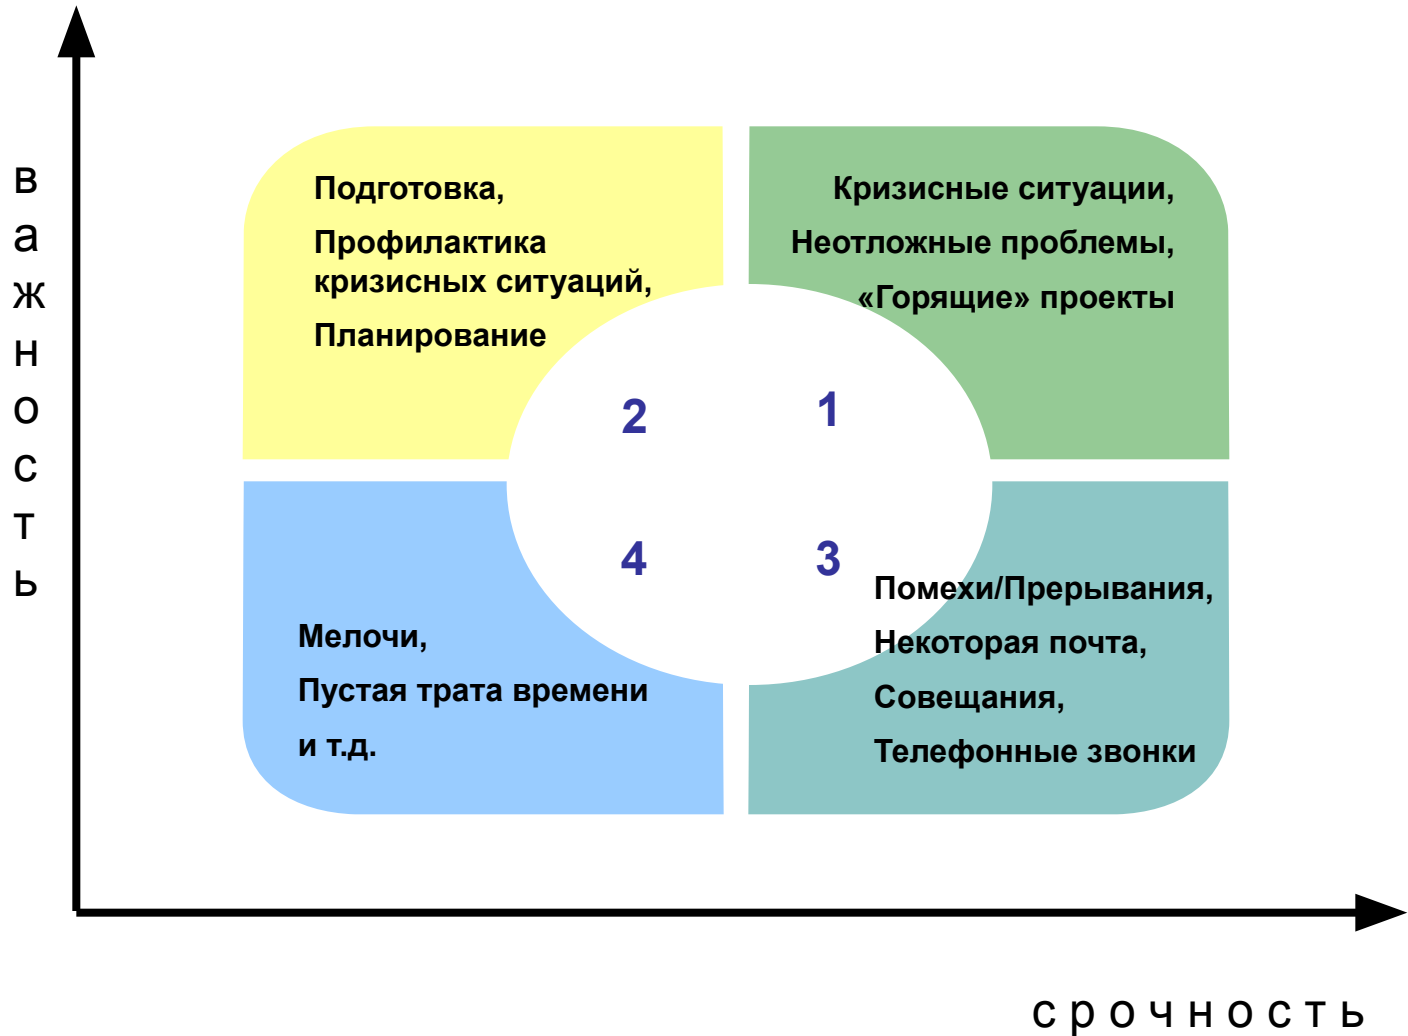 важность
Подготовка,
Профилактика
кризисных ситуаций,
Планирование
Кризисные ситуации,
Неотложные проблемы,
«Горящие» проекты
2
1
4
3
Мелочи,
Пустая трата времени
и т.д.
Помехи/Прерывания,
Некоторая почта,
Совещания,
Телефонные звонки
срочность